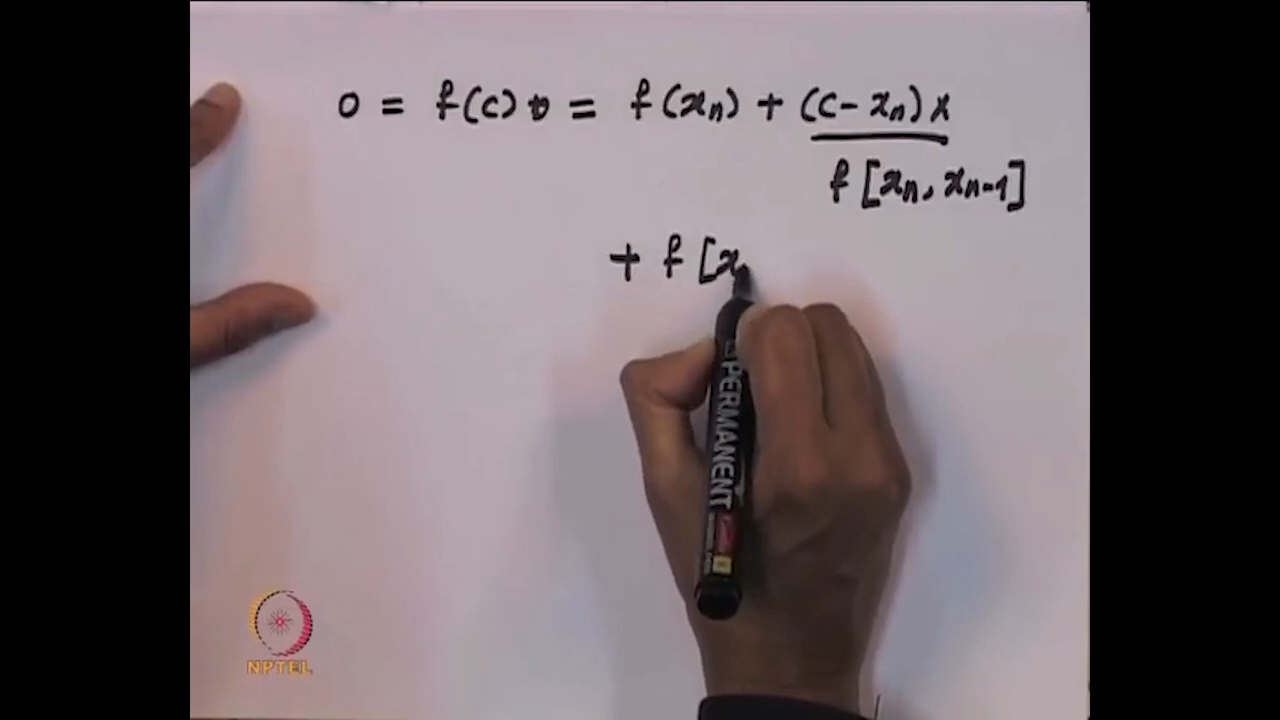 0 = f(c) = f(xₙ) + (c - xₙ) x
f [xₙ, xₙ₋₁]
+ f [x
PERMANENT
NPTEL